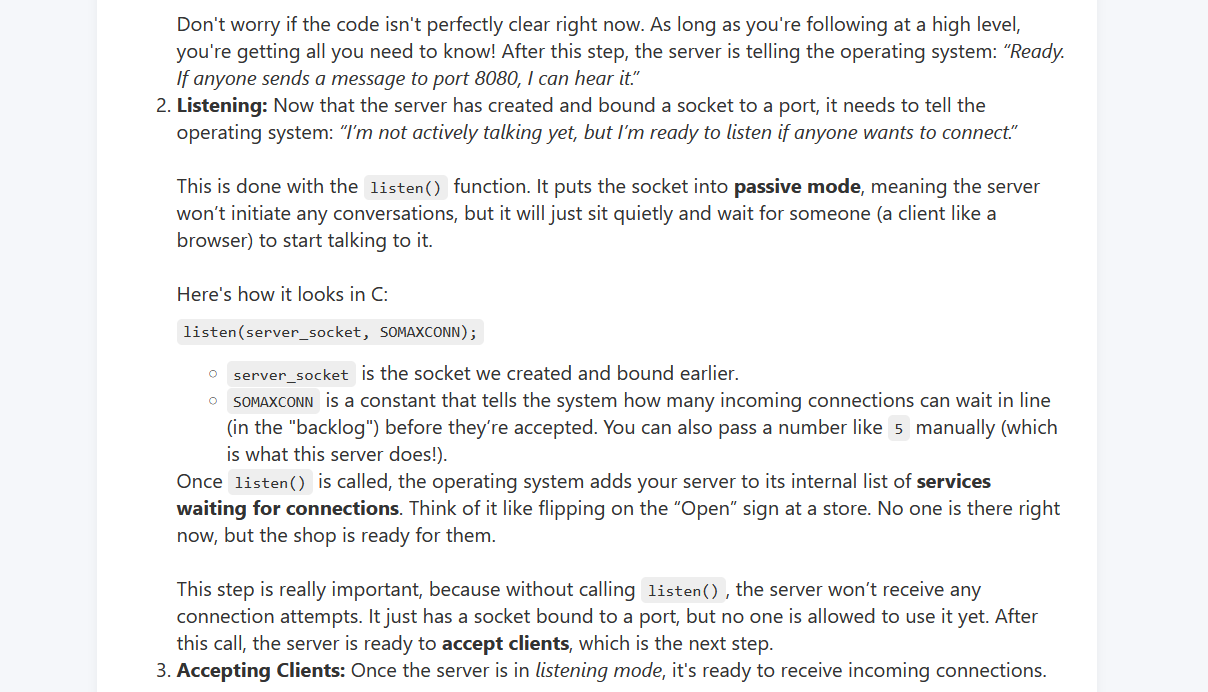 Don't worry if the code isn't perfectly clear right now. As long as you're following at a high level,
you're getting all you need to know! After this step, the server is telling the operating system: “Ready.
If anyone sends a message to port 8080, I can hear it.”
2. Listening: Now that the server has created and bound a socket to a port, it needs to tell the
operating system: “I’m not actively talking yet, but I’m ready to listen if anyone wants to connect.”
This is done with the listen() function. It puts the socket into passive mode, meaning the server
won’t initiate any conversations, but it will just sit quietly and wait for someone (a client like a
browser) to start talking to it.
Here's how it looks in C:
listen(server_socket, SOMAXCONN);
◦ server_socket is the socket we created and bound earlier.
◦ SOMAXCONN is a constant that tells the system how many incoming connections can wait in line
(in the "backlog") before they’re accepted. You can also pass a number like 5 manually (which
is what this server does!).
Once listen() is called, the operating system adds your server to its internal list of services
waiting for connections. Think of it like flipping on the “Open” sign at a store. No one is there right
now, but the shop is ready for them.
This step is really important, because without calling listen(), the server won’t receive any
connection attempts. It just has a socket bound to a port, but no one is allowed to use it yet. After
this call, the server is ready to accept clients, which is the next step.
3. Accepting Clients: Once the server is in listening mode, it's ready to receive incoming connections.